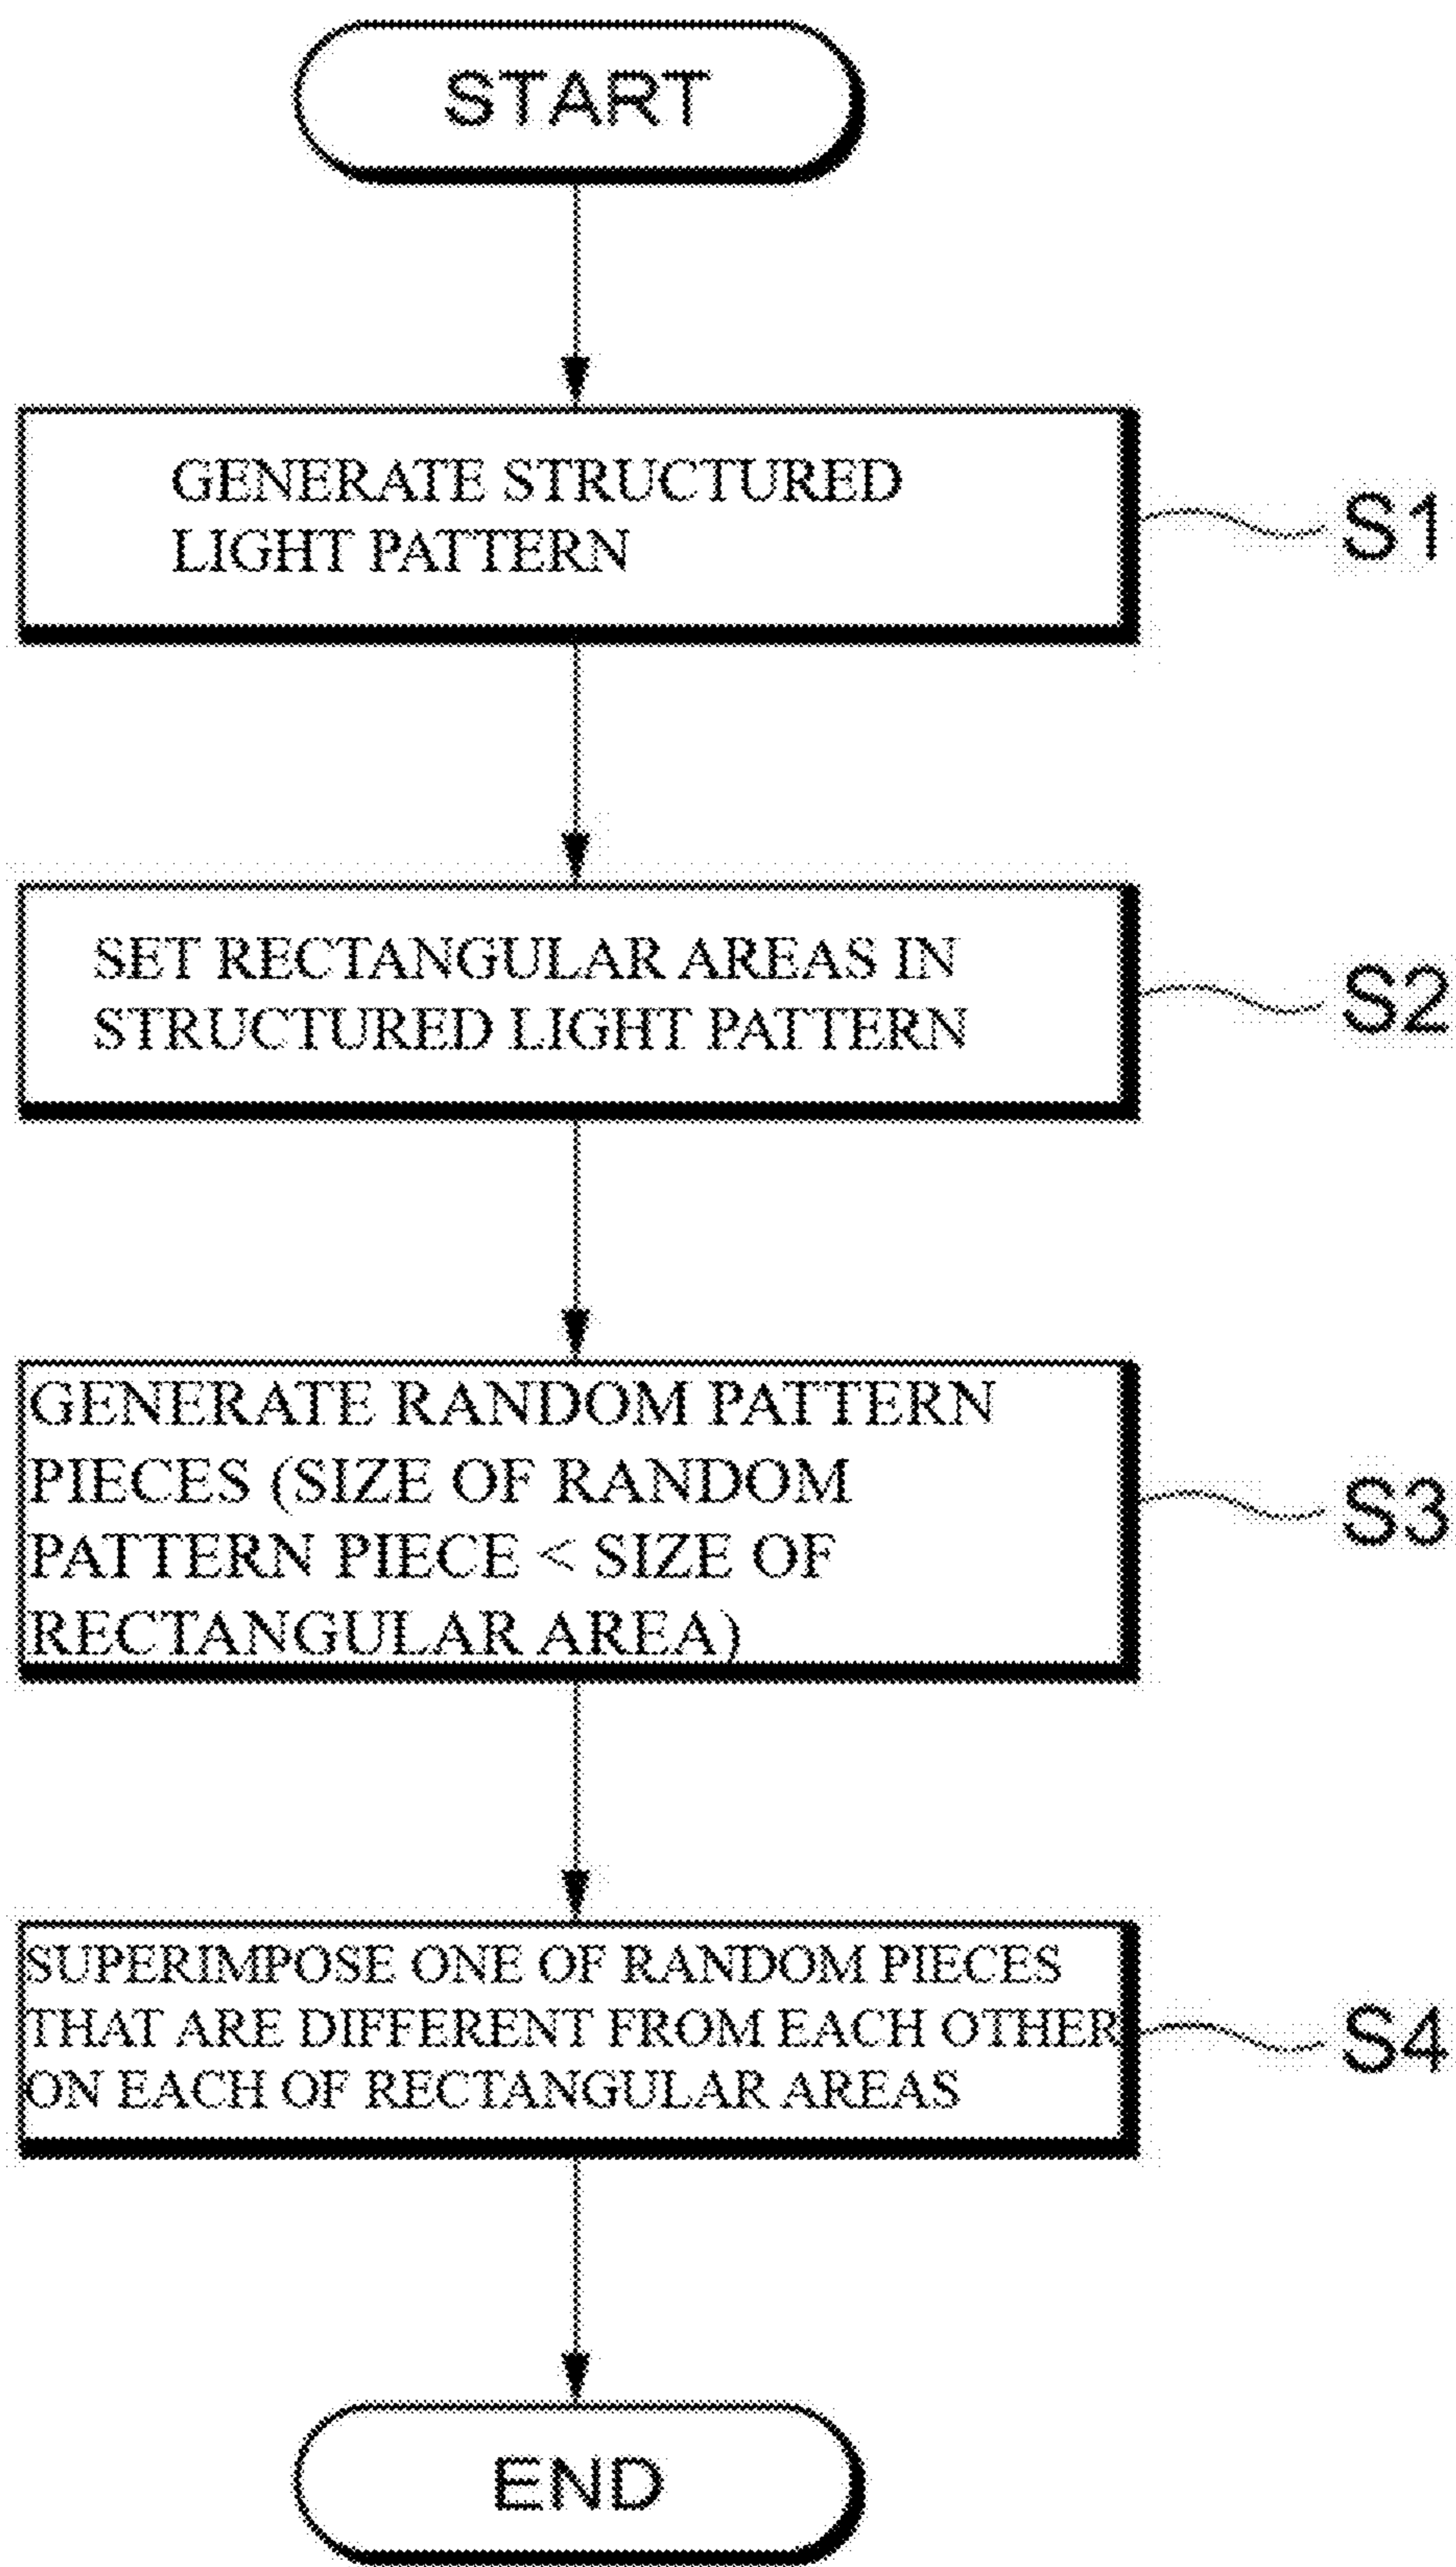 START
GENERATE STRUCTURED
LIGHT PATTERN
S1
SET RECTANGULAR AREAS IN
STRUCTURED LIGHT PATTERN
S2
GENERATE RANDOM PATTERN
PIECES (SIZE OF RANDOM
PATTERN PIECE < SIZE OF
RECTANGULAR AREA)
S3
SUPERIMPOSE ONE OF RANDOM PIECES
THAT ARE DIFFERENT FROM EACH OTHER
ON EACH OF RECTANGULAR AREAS
S4
END